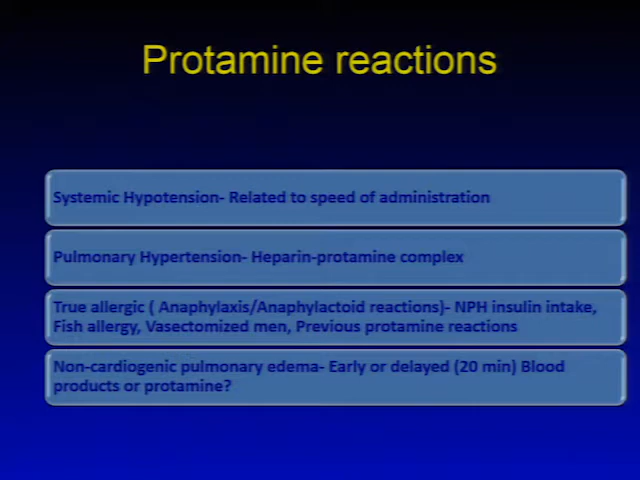 Protamine reactions
Systemic Hypotension- Related to speed of administration
Pulmonary Hypertension- Heparin-protamine complex
True allergic ( Anaphylaxis/Anaphylactoid reactions)- NPH insulin intake,
Fish allergy, Vasectomized men, Previous protamine reactions
Non-cardiogenic pulmonary edema- Early or delayed (20 min) Blood
products or protamine?